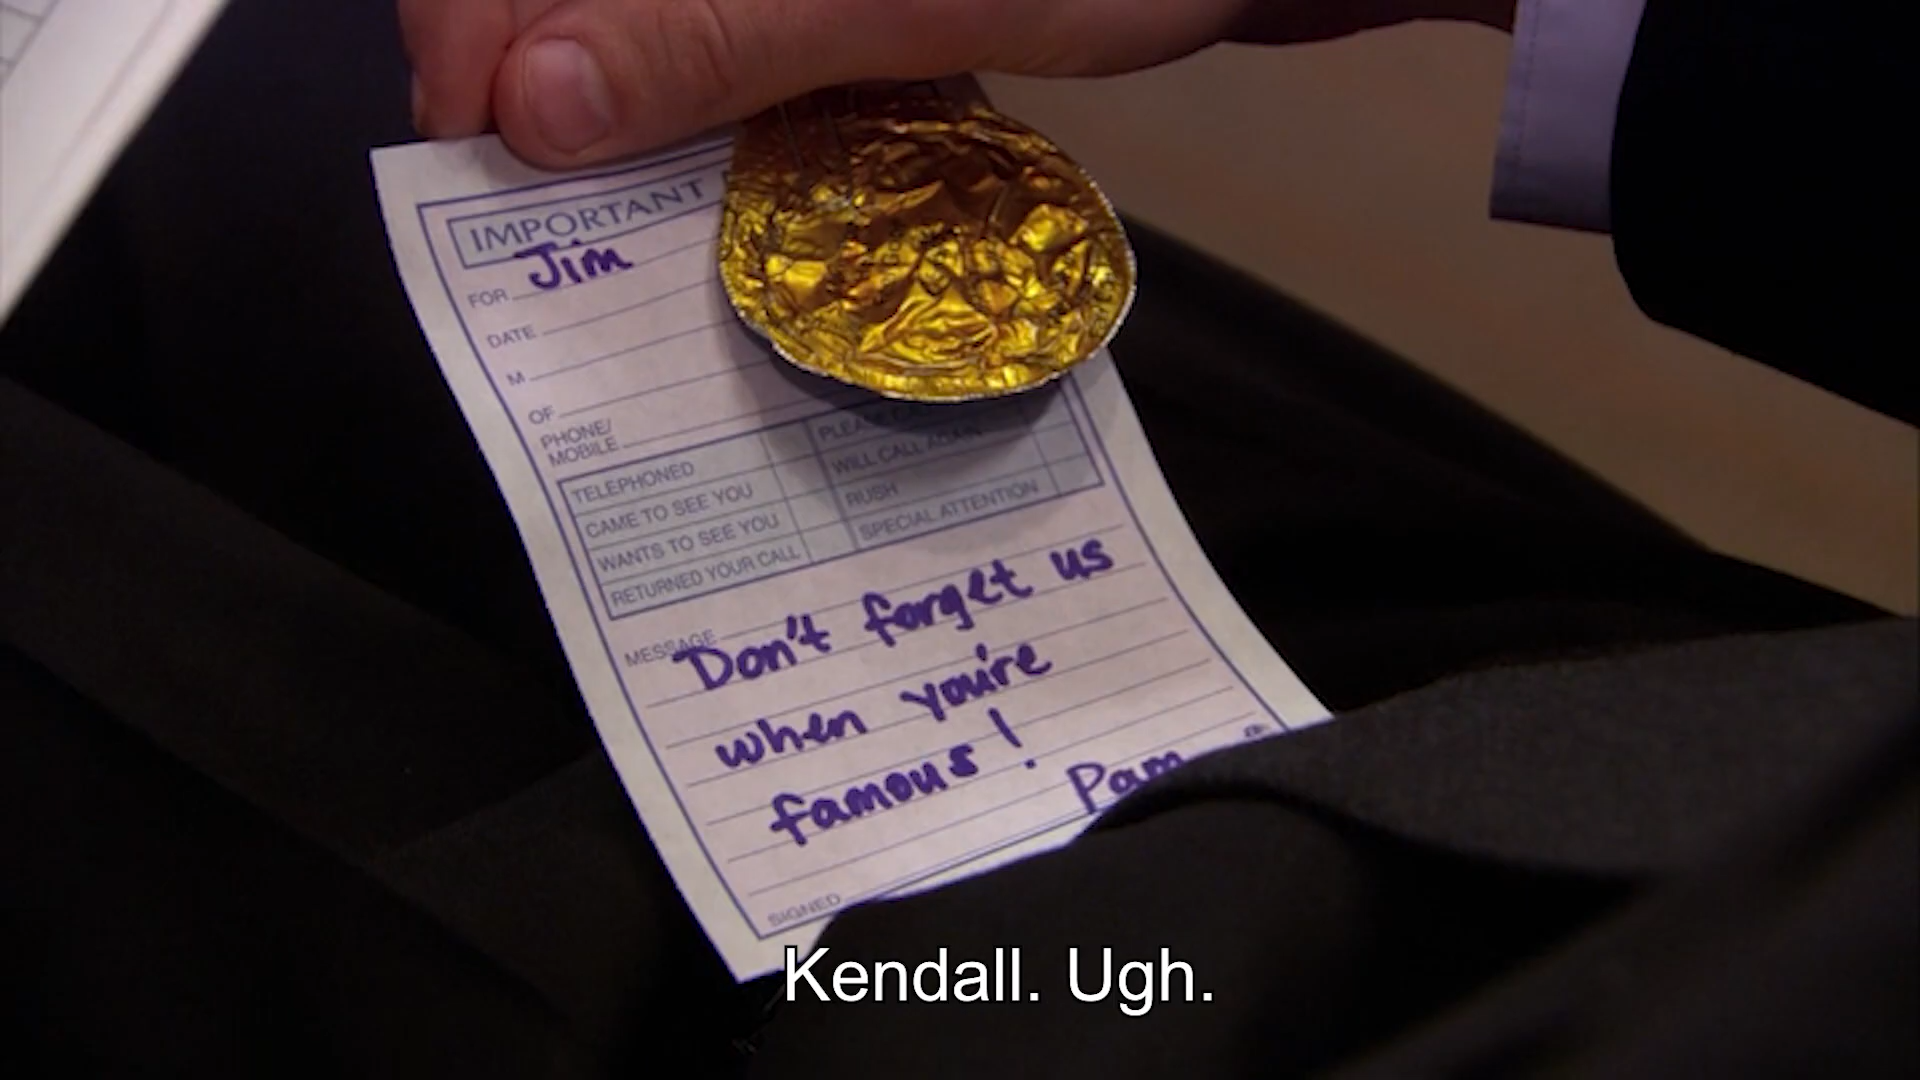 IMPORTANT
FOR Jim
DATE
M
OF
PHONE/
MOBILE
TELEPHONED
CAME TO SEE YOU
WANTS TO SEE YOU
RETURNED YOUR CALL
WILL CALL AGAIN
RUSH
SPECIAL ATTENTION
MESSAGE
Don't forget us
when you're
famous!
Pam
SIGNED
Kendall. Ugh.